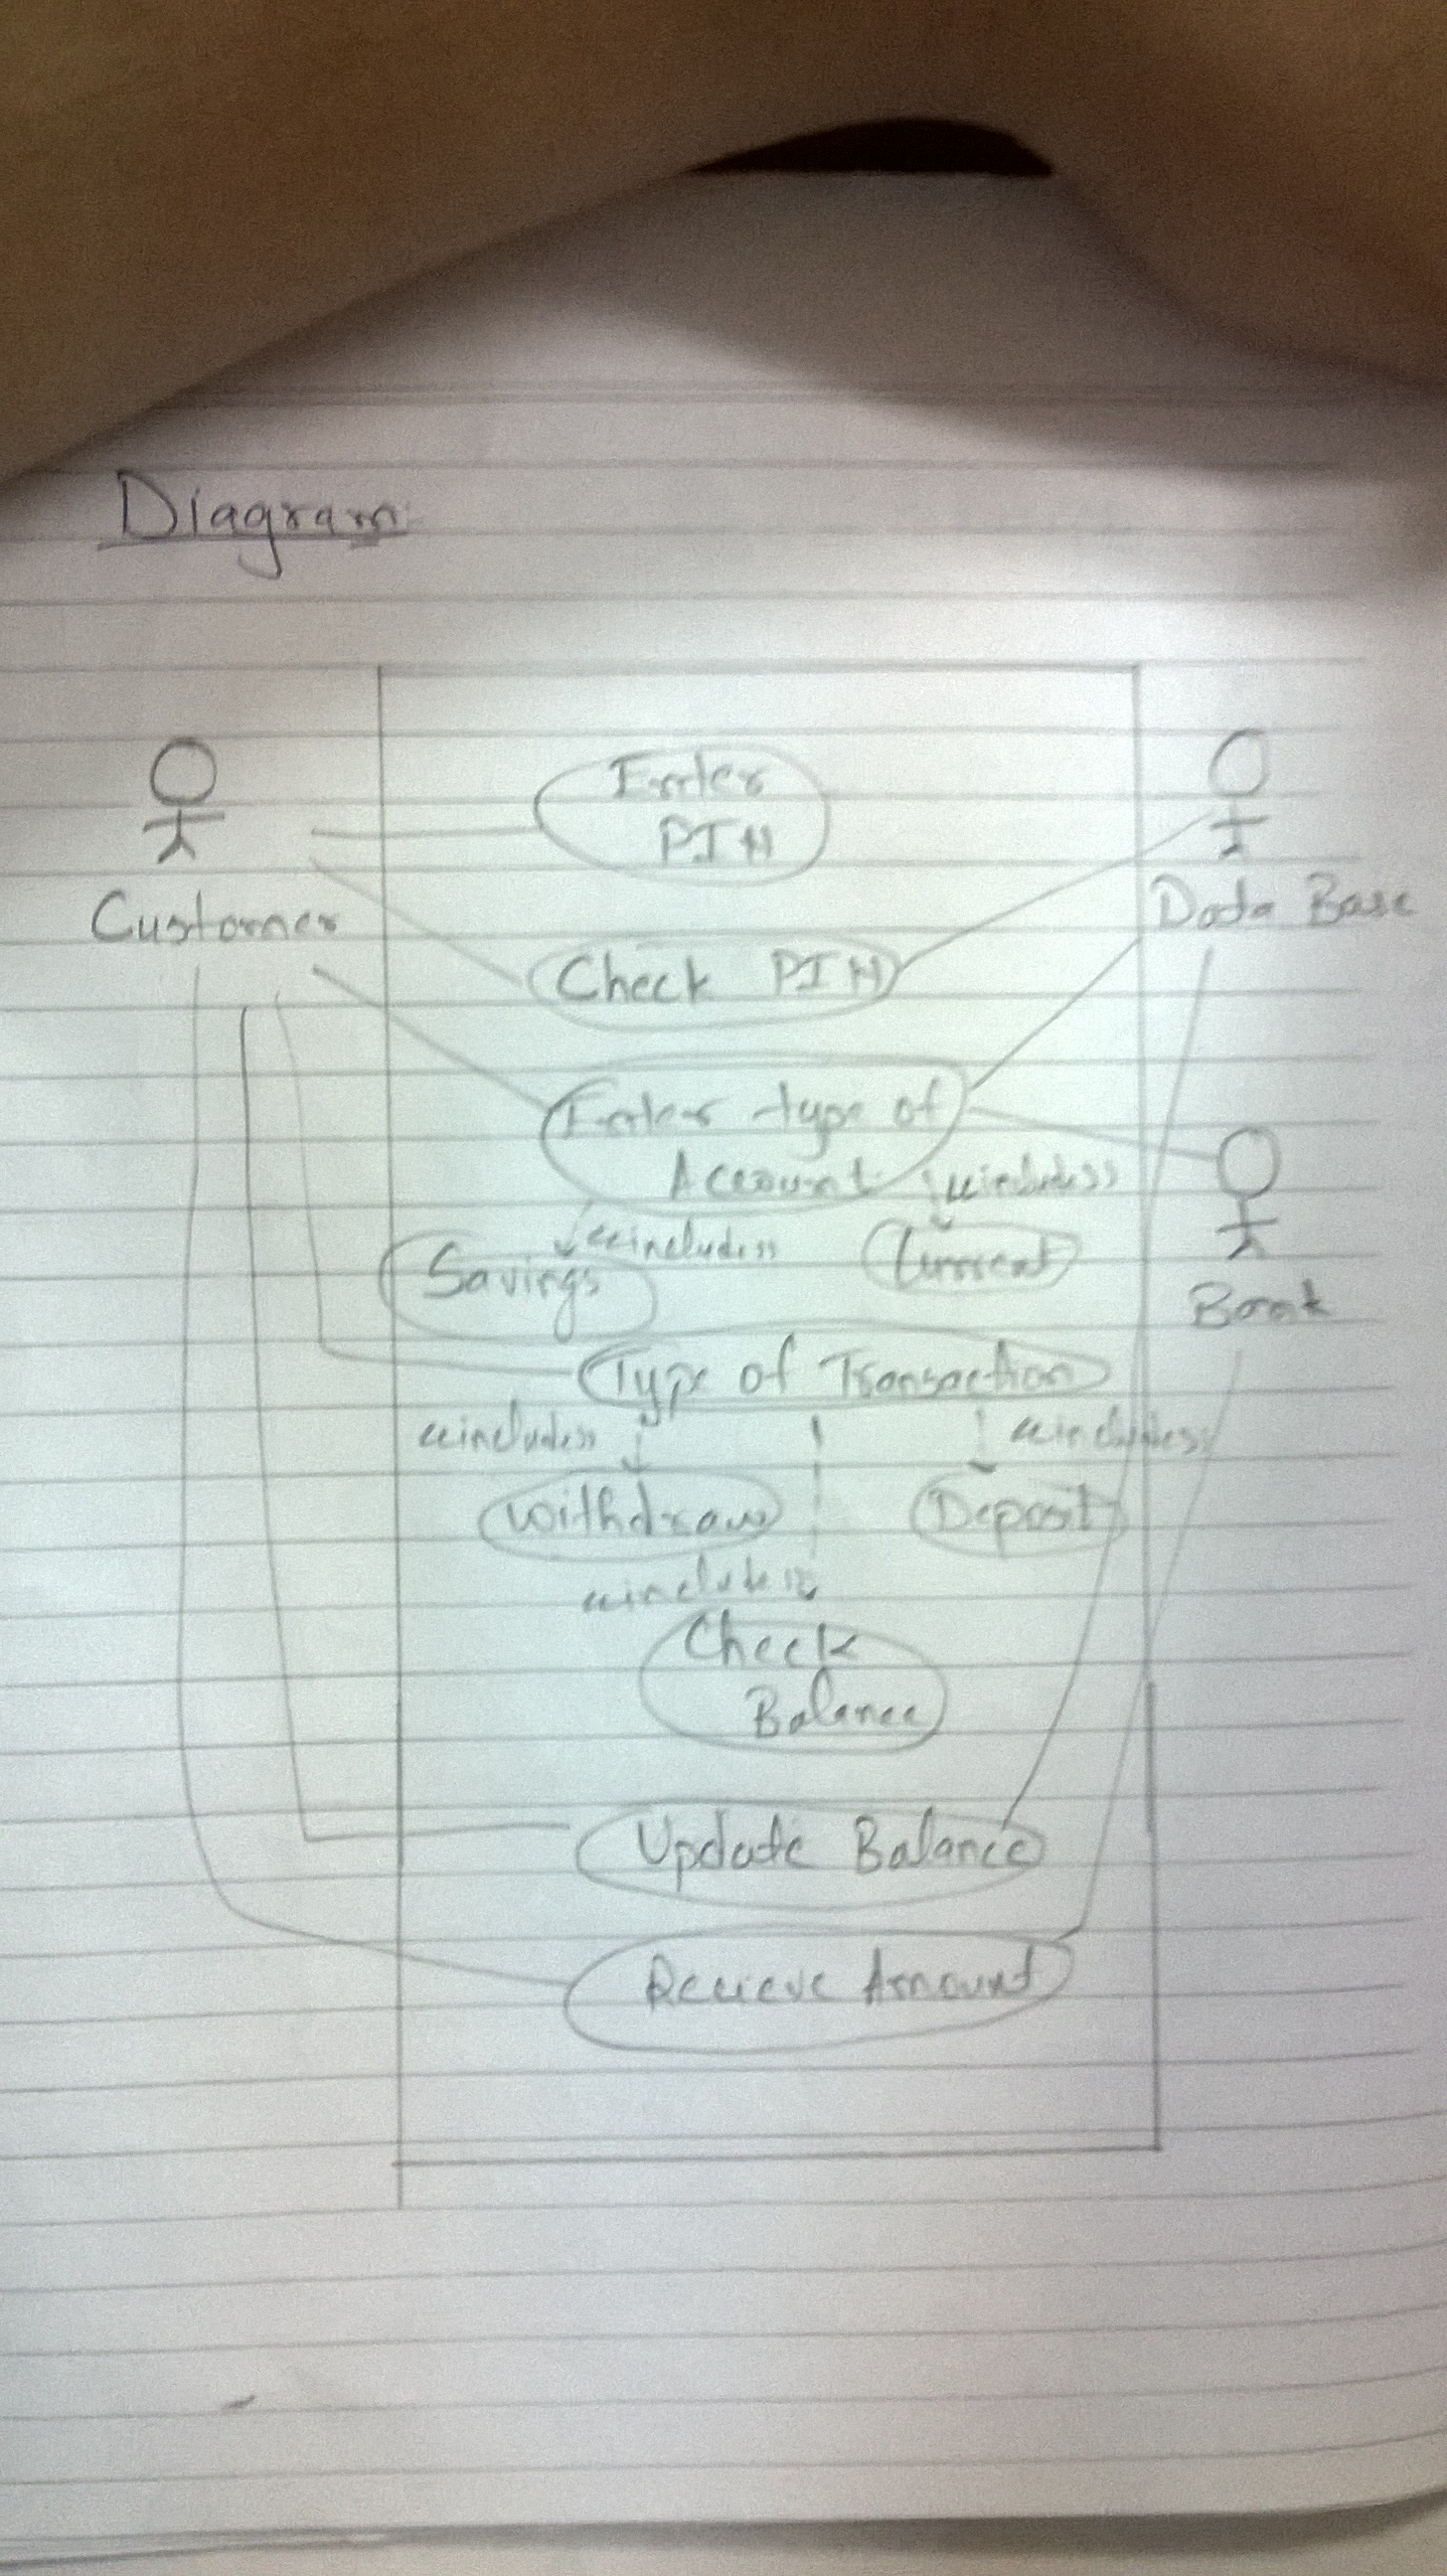 Diagram
Enter
PIN
Customer
Data Base
Check PIN
Enter type of
Account
<<includes>>
<<includes>>
Savings
Current
Bank
Type of Transaction
<<includes>>
<<includes>>
Withdraw
Deposit
<<includes>>
Check
Balance
Update Balance
Recieve Amount